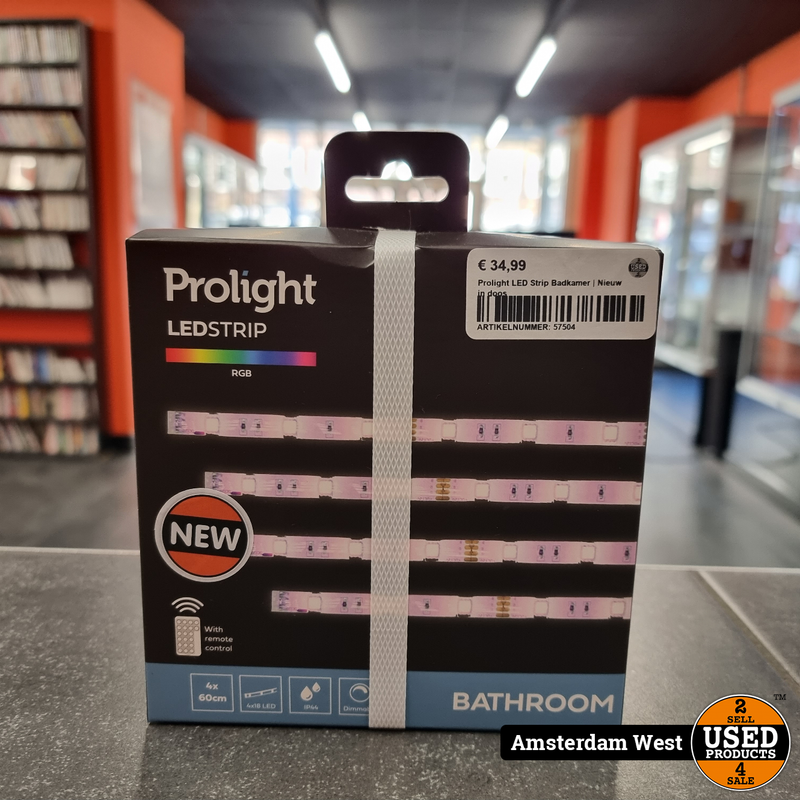 Prolight
LEDSTRIP
RGB
€ 34,99
Prolight LED Strip Badkamer | Nieuw
in doos
ARTIKELNUMMER: 57504
NEW
With
remote
control
4x
60cm
4x18 LED
IP44
BATHROOM
Amsterdam West
2
SELL
USED
PRODUCTS
4
SALE
TM